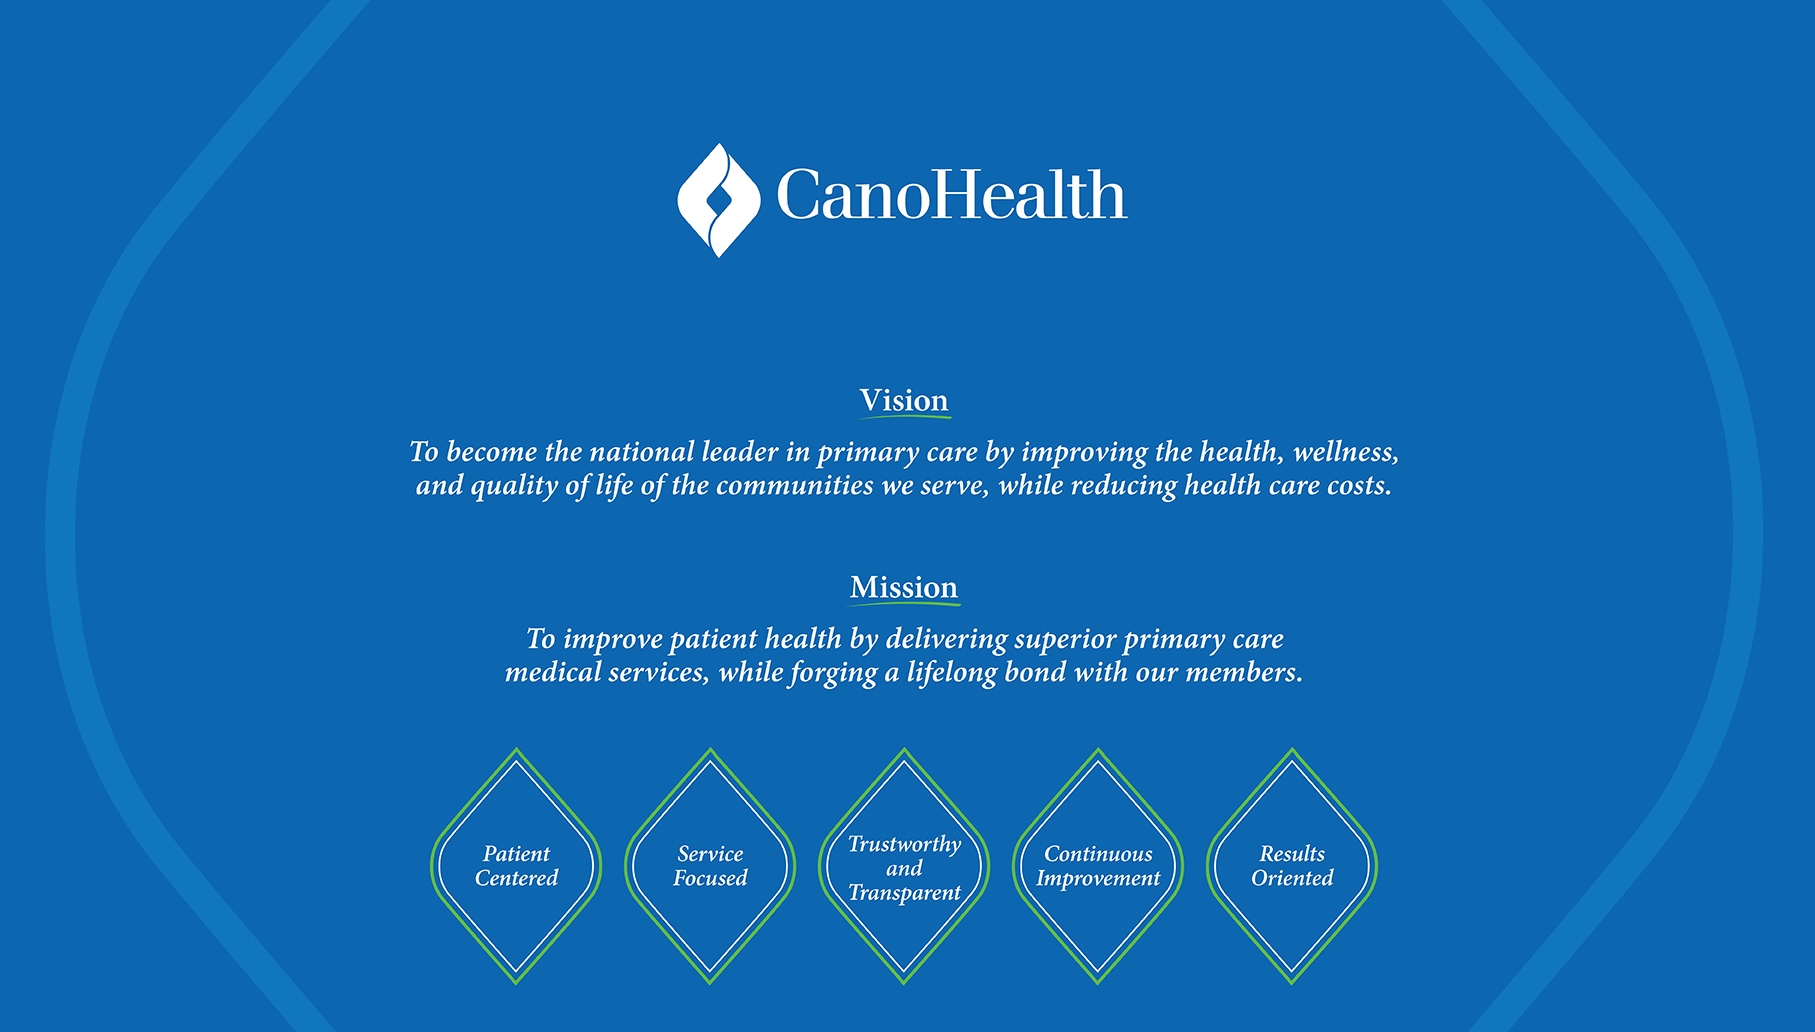 CanoHealth
Vision
To become the national leader in primary care by improving the health, wellness,
and quality of life of the communities we serve, while reducing health care costs.
Mission
To improve patient health by delivering superior primary care
medical services, while forging a lifelong bond with our members.
Patient
Centered
Service
Focused
Trustworthy
and
Transparent
Continuous
Improvement
Results
Oriented